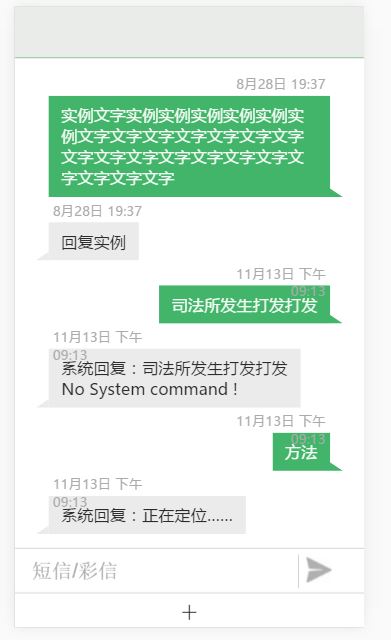 8月28日 19:37
实例文字实例实例实例实例实例实
例文字文字文字文字文字文字文字
文字文字文字文字文字文字文字文
字文字文字文字
8月28日 19:37
回复实例
11月13日 下午
09:13
司法所发生打发打发
11月13日 下午
09:13
系统回复：司法所发生打发打发
No System command !
11月13日 下午
09:13
方法
11月13日 下午
09:13
系统回复：正在定位......
短信/彩信
+